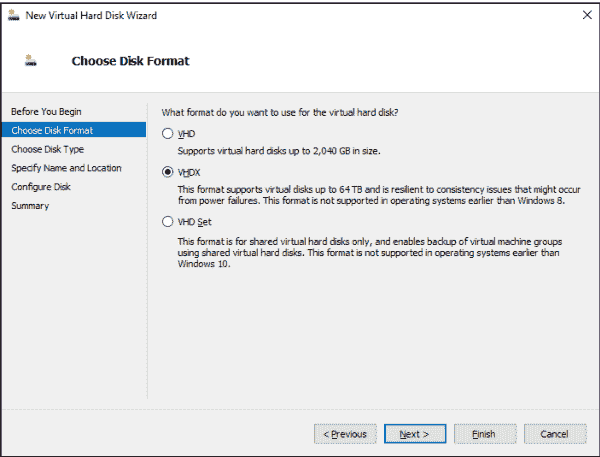 New Virtual Hard Disk Wizard
Choose Disk Format
Before You Begin
Choose Disk Format
Choose Disk Type
Specify Name and Location
Configure Disk
Summary
What format do you want to use for the virtual hard disk?
VHD
Supports virtual hard disks up to 2,040 GB in size.
VHDX
This format supports virtual disks up to 64 TB and is resilient to consistency issues that might occur
from power failures. This format is not supported in operating systems earlier than Windows 8.
VHD Set
This format is for shared virtual hard disks only, and enables backup of virtual machine groups
using shared virtual hard disks. This format is not supported in operating systems earlier than
Windows 10.
< Previous
Next >
Finish
Cancel